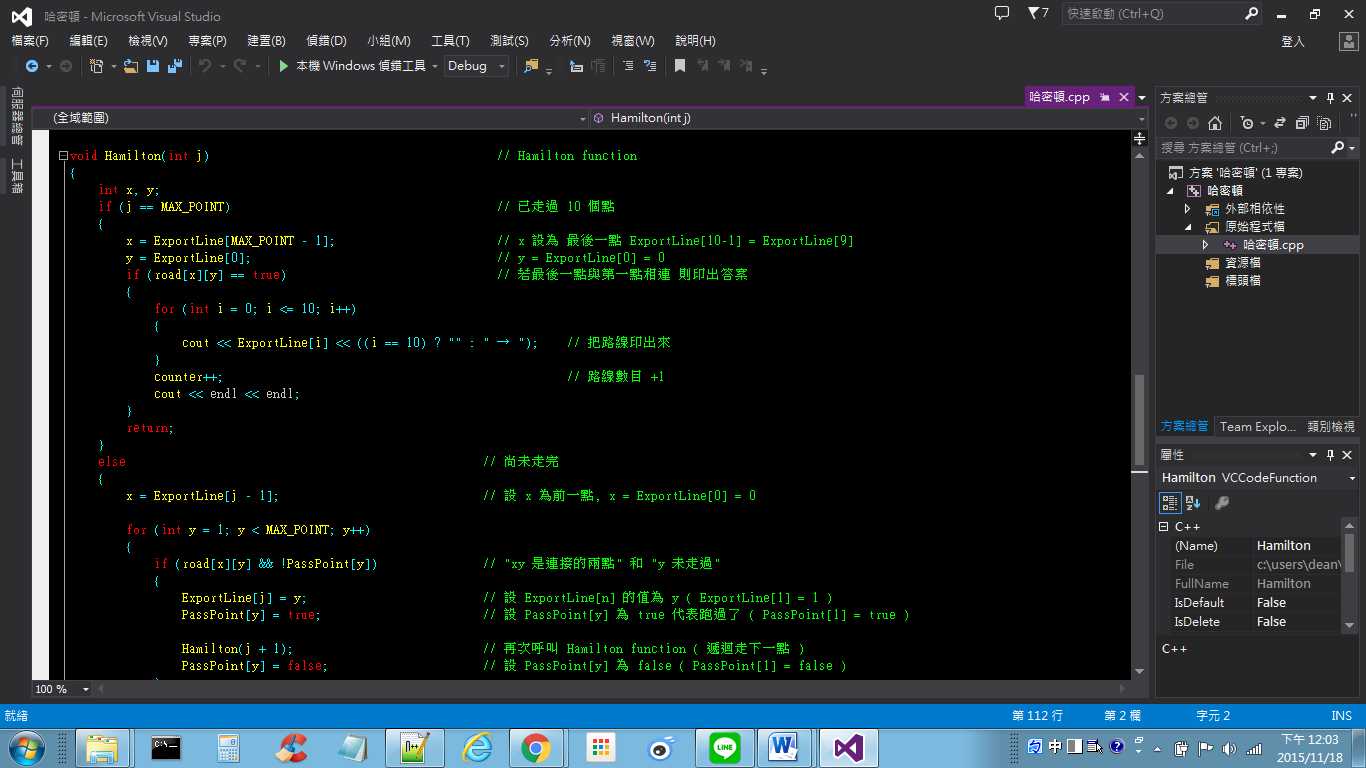 哈密頓 - Microsoft Visual Studio
7
快速啟動 (Ctrl+Q)
檔案(F) 編輯(E) 檢視(V) 專案(P) 建置(B) 偵錯(D) 小組(M) 工具(T) 測試(S) 分析(N) 視窗(W) 說明(H)
登入
本機 Windows 偵錯工具 Debug
伺服器總管
工具箱
哈密頓.cpp
(全域範圍) Hamilton(int j)
void Hamilton(int j) // Hamilton function
{
int x, y;
if (j == MAX_POINT) // 已走過 10 個點
{
x = ExportLine[MAX_POINT - 1]; // x 設為 最後一點 ExportLine[10-1] = ExportLine[9]
y = ExportLine[0]; // y = ExportLine[0] = 0
if (road[x][y] == true) // 若最後一點與第一點相連 則印出答案
{
for (int i = 0; i <= 10; i++)
{
cout << ExportLine[i] << ((i == 10) ? "" : " → "); // 把路線印出來
}
counter++; // 路線數目 +1
cout << endl << endl;
}
return;
}
else // 尚未走完
{
x = ExportLine[j - 1]; // 設 x 為前一點, x = ExportLine[0] = 0
for (int y = 1; y < MAX_POINT; y++)
{
if (road[x][y] && !PassPoint[y]) // "xy 是連接的兩點" 和 "y 未走過"
{
ExportLine[j] = y; // 設 ExportLine[n] 的值為 y ( ExportLine[1] = 1 )
PassPoint[y] = true; // 設 PassPoint[y] 為 true 代表跑過了 ( PassPoint[1] = true )
Hamilton(j + 1); // 再次呼叫 Hamilton function ( 遞迴走下一點 )
PassPoint[y] = false; // 設 PassPoint[y] 為 false ( PassPoint[1] = false )
100 %
方案總管
搜尋 方案總管 (Ctrl+;)
方案 '哈密頓' (1 專案)
哈密頓
外部相依性
原始程式檔
哈密頓.cpp
資源檔
標頭檔
方案總管 Team Explo... 類別檢視
屬性
Hamilton VCCodeFunction
C++
(Name) Hamilton
File c:\users\dean\
FullName Hamilton
IsDefault False
IsDelete False
C++
就緒 第 112 行 第 2 欄 字元 2 INS
中
下午 12:03
2015/11/18